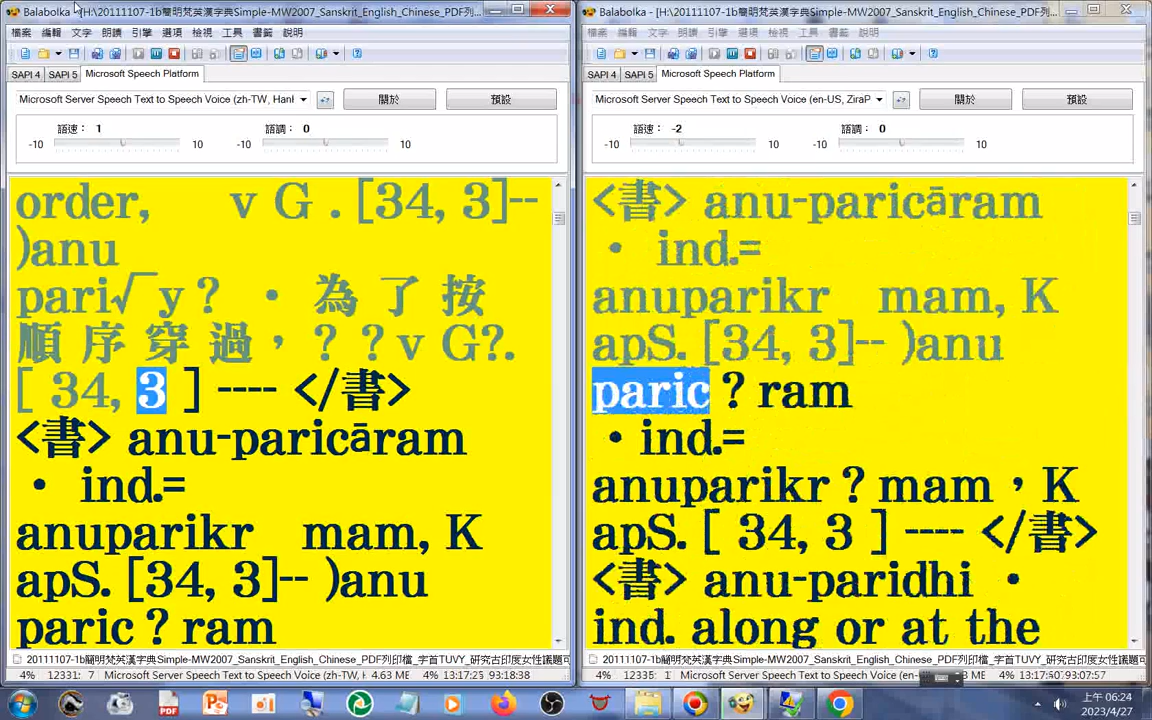 Balabolka - [H:\20111107-1b簡明梵英漢字典Simple-MW2007_Sanskrit_English_Chinese_PDF列...
檔案 編輯 文字 朗讀 引擎 選項 檢視 工具 書籤 說明
SAPI 4 SAPI 5 Microsoft Speech Platform
Microsoft Server Speech Text to Speech Voice (zh-TW, Hanl
關於
預設
語速： 1
語調： 0
-10 10 -10 10
order, v G . [34, 3]--
)anu
pari√ y？ • 為了按
順序穿過，？？v G?.
[ 34, 3 ] ---- </書>
<書> anu-paricāram
• ind.=
anuparikr mam, K
apS. [34, 3]-- )anu
paric？ram
20111107-1b簡明梵英漢字典Simple-MW2007_Sanskrit_English_Chinese_PDF列印檔_字首TUVY_研究古印度女性議題可
4% 12331: 7 Microsoft Server Speech Text to Speech Voice (zh-TW, H 4.63 ME 4% 13:17:25 93:18:38
Balabolka - [H:\20111107-1b簡明梵英漢字典Simple-MW2007_Sanskrit_English_Chinese_PDF列...
檔案 編輯 文字 朗讀 引擎 選項 檢視 工具 書籤 說明
SAPI 4 SAPI 5 Microsoft Speech Platform
Microsoft Server Speech Text to Speech Voice (en-US, ZiraP
關於
預設
語速： -2
語調： 0
-10 10 -10 10
<書> anu-paricāram
• ind.=
anuparikr mam, K
apS. [34, 3]-- )anu
paric？ram
• ind.=
anuparikr？mam，K
apS. [ 34, 3 ] ---- </書>
<書> anu-paridhi •
ind. along or at the
20111107-1b簡明梵英漢字典Simple-MW2007_Sanskrit_English_Chinese_PDF列印檔_字首TUVY_研究古印度女性議題可
4% 12335: 1 Microsoft Server Speech Text to Speech Voice (en-US, 4.63 ME 4% 13:17:50 93:07:57
上午 06:24
2023/4/27